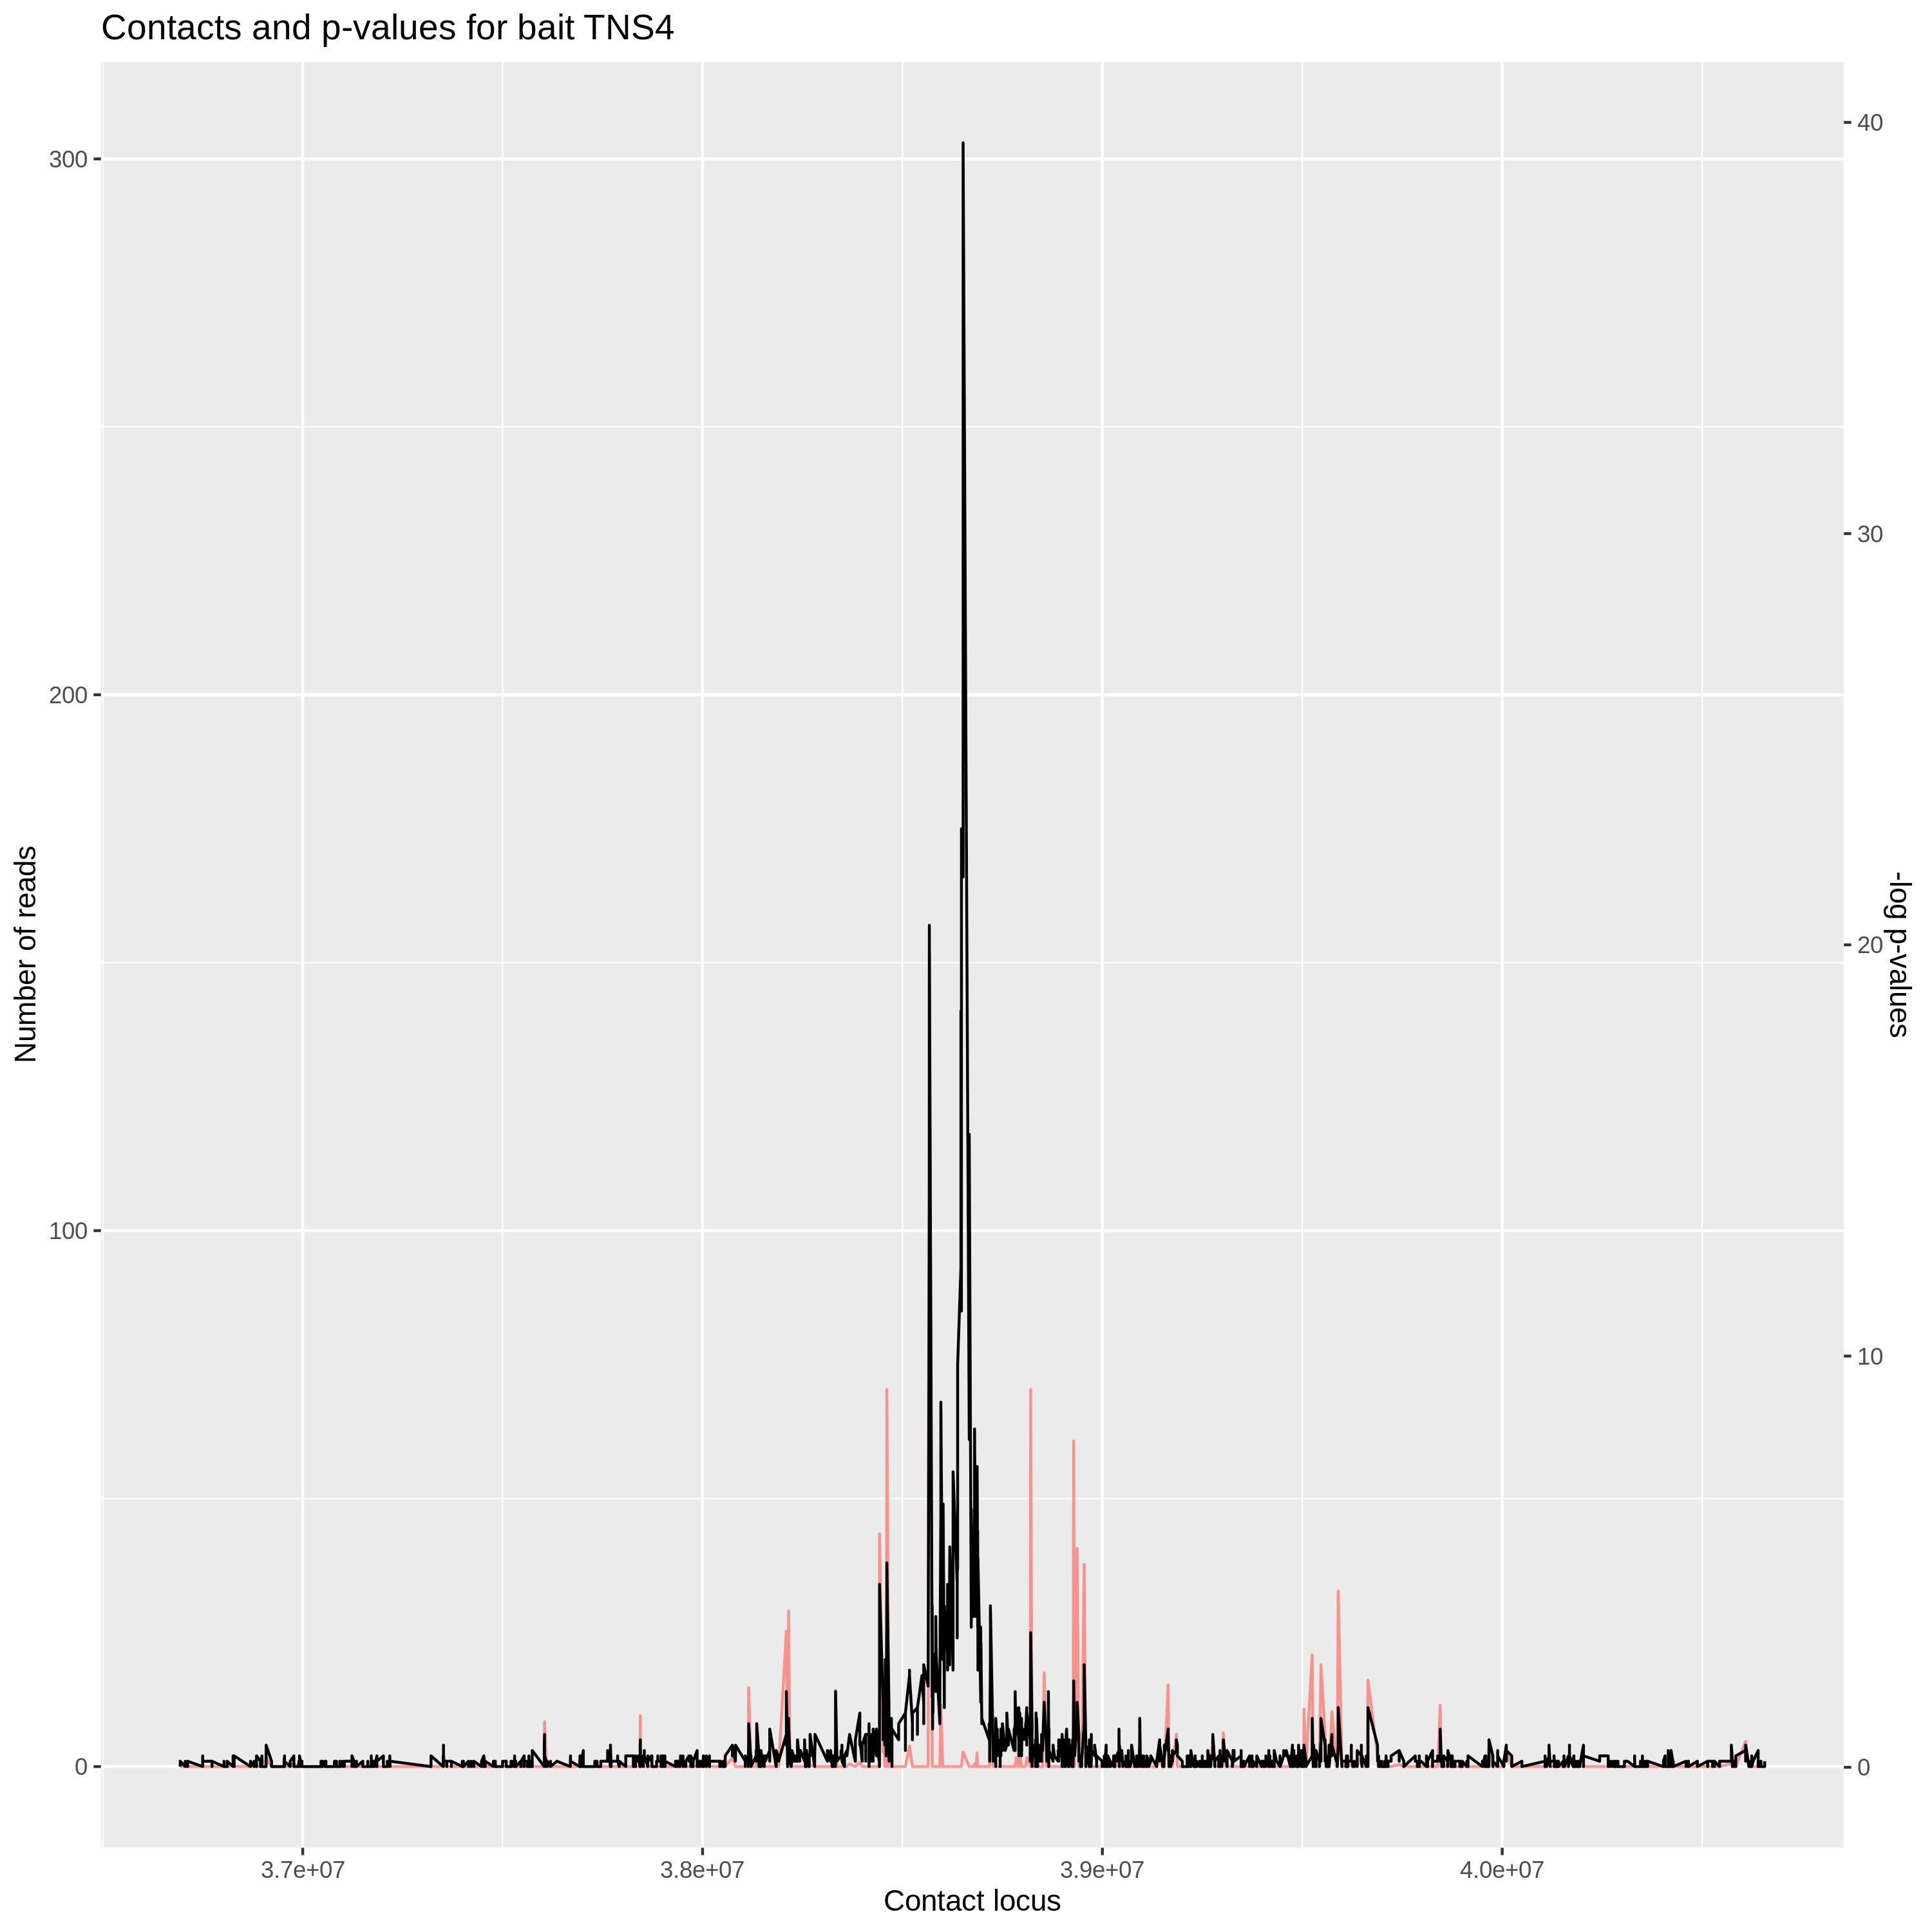 Contacts and p-values for bait TNS4
300
200
100
0
Number of reads
40
30
20
10
0
-log p-values
3.7e+07
3.8e+07
3.9e+07
4.0e+07
Contact locus